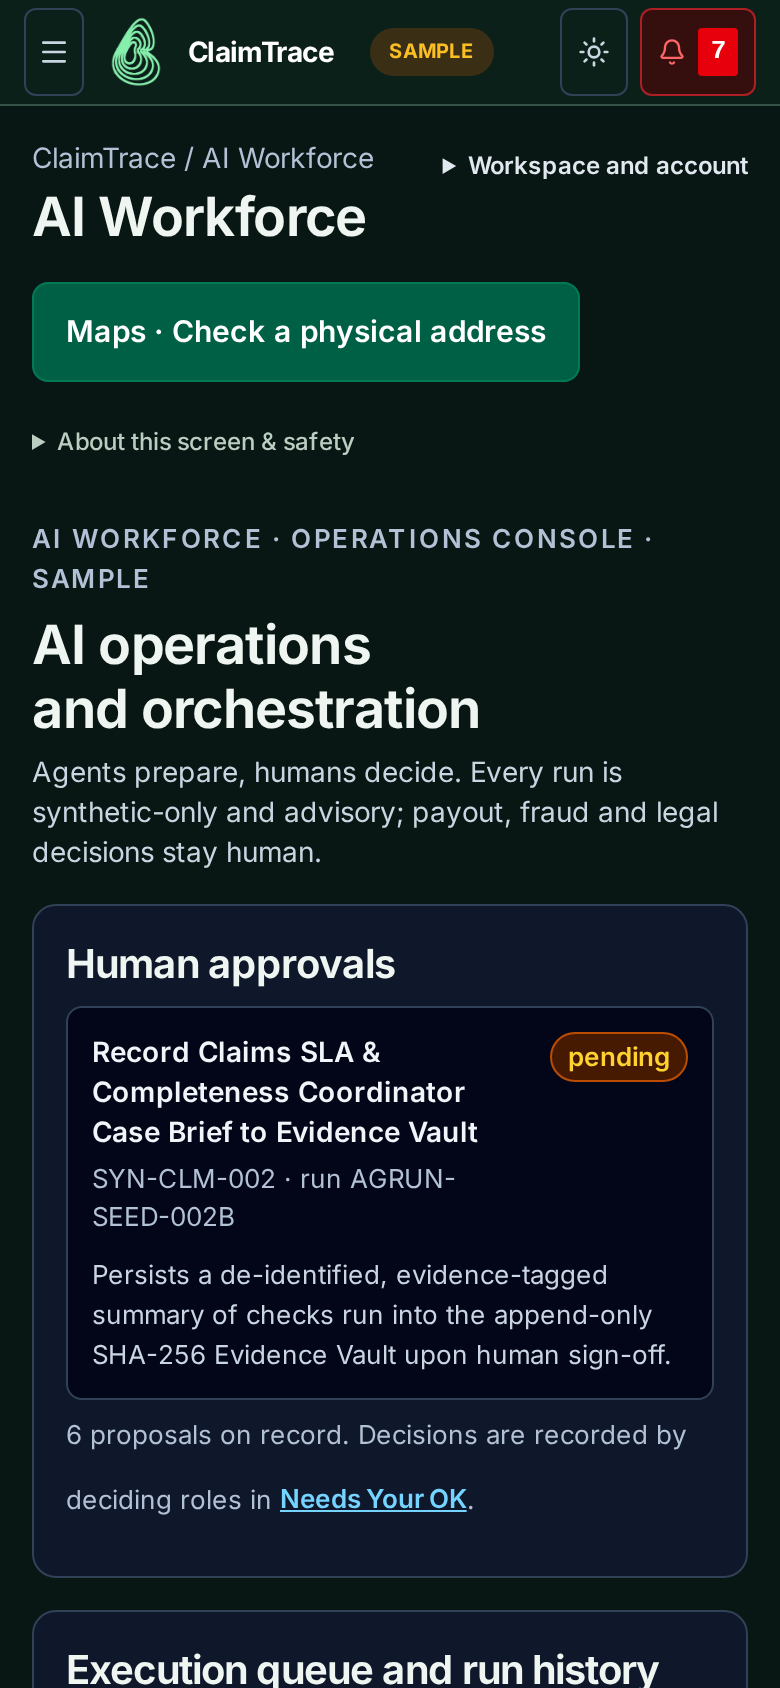 ClaimTrace
SAMPLE
7
ClaimTrace / AI Workforce
Workspace and account
AI Workforce
Maps · Check a physical address
About this screen & safety
AI WORKFORCE · OPERATIONS CONSOLE ·
SAMPLE
AI operations
and orchestration
Agents prepare, humans decide. Every run is
synthetic-only and advisory; payout, fraud and legal
decisions stay human.
Human approvals
Record Claims SLA &
Completeness Coordinator
Case Brief to Evidence Vault
pending
SYN-CLM-002 · run AGRUN-
SEED-002B
Persists a de-identified, evidence-tagged
summary of checks run into the append-only
SHA-256 Evidence Vault upon human sign-off.
6 proposals on record. Decisions are recorded by
deciding roles in Needs Your OK.
Execution queue and run history